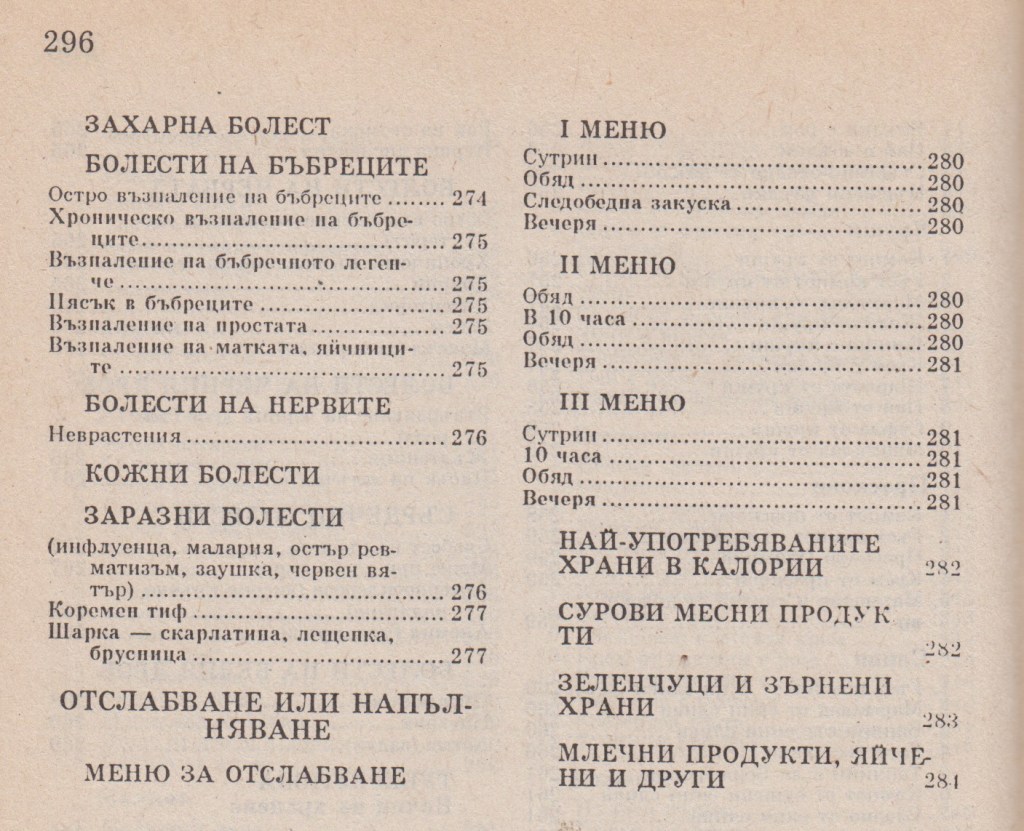 296
ЗАХАРНА БОЛЕСТ
БОЛЕСТИ НА БЪБРЕЦИТЕ
Остро възпаление на бъбреците ........ 274
Хроническо възпаление на бъбре-
ците........................................... 275
Възпаление на бъбречното леген-
че .............................................. 275
Пясък в бъбреците .......................... 275
Възпаление на простата................... 275
Възпаление на матката, яйчници-
те ............................................... 275
БОЛЕСТИ НА НЕРВИТЕ
Неврастения..................................... 276
КОЖНИ БОЛЕСТИ
ЗАРАЗНИ БОЛЕСТИ
(инфлуенца, малария, остър рев-
матизъм, заушка, червен вя-
тър)............................................ 276
Коремен тиф ................................... 277
Шарка — скарлатина, лещенка,
брусница .................................... 277
ОТСЛАБВАНЕ ИЛИ НАПЪЛ-
НЯВАНЕ
МЕНЮ ЗА ОТСЛАБВАНЕ
I МЕНЮ
Сутрин............................................. 280
Обяд ................................................ 280
Следобедна закуска .......................... 280
Вечеря ............................................. 280
II МЕНЮ
Обяд ................................................ 280
В 10 часа ......................................... 280
Обяд ................................................ 280
Вечеря ............................................. 281
III МЕНЮ
Сутрин............................................. 281
10 часа ............................................ 281
Обяд ................................................ 281
Вечеря ............................................. 281
НАЙ-УПОТРЕБЯВАНИТЕ
ХРАНИ В КАЛОРИИ 282
СУРОВИ МЕСНИ ПРОДУК
ТИ 282
ЗЕЛЕНЧУЦИ И ЗЪРНЕНИ
ХРАНИ 283
МЛЕЧНИ ПРОДУКТИ, ЯЙЧЕ-
НИ И ДРУГИ 284